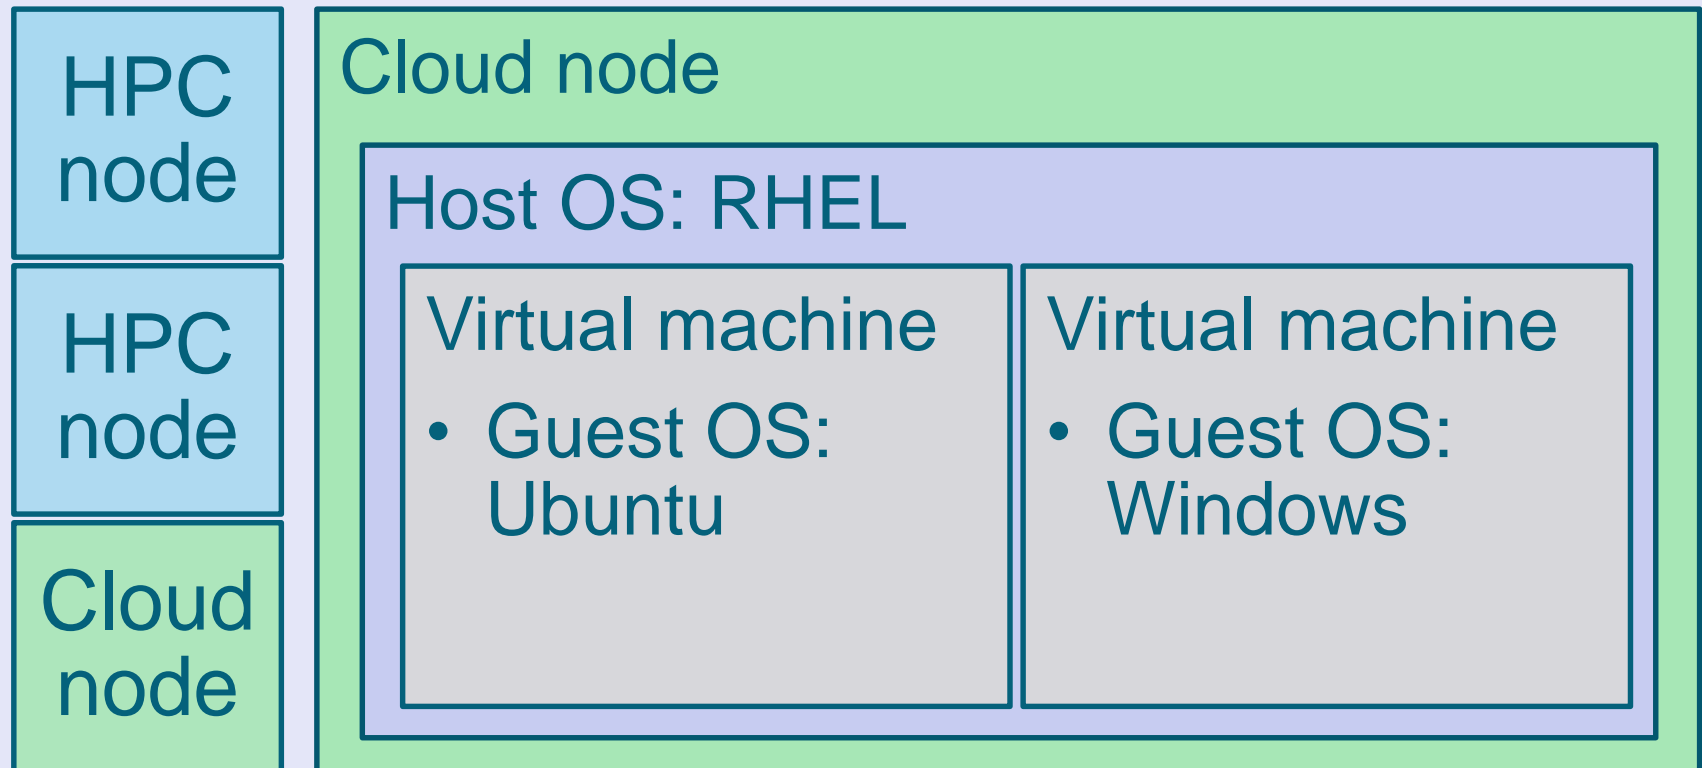 HPC
node
HPC
node
Cloud
node
Cloud node
Host OS: RHEL
Virtual machine
• Guest OS:
Ubuntu
Virtual machine
• Guest OS:
Windows